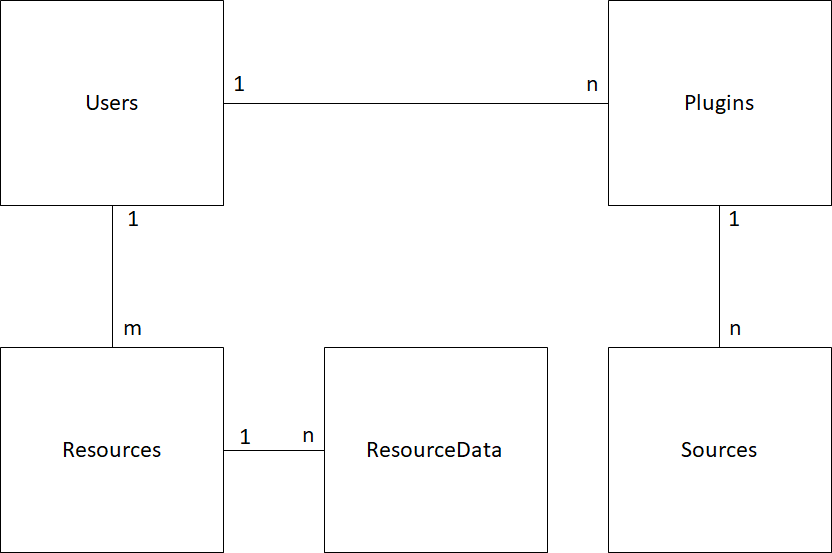 Users
1
n
Plugins
1
1
m
n
Resources
1
n
ResourceData
Sources